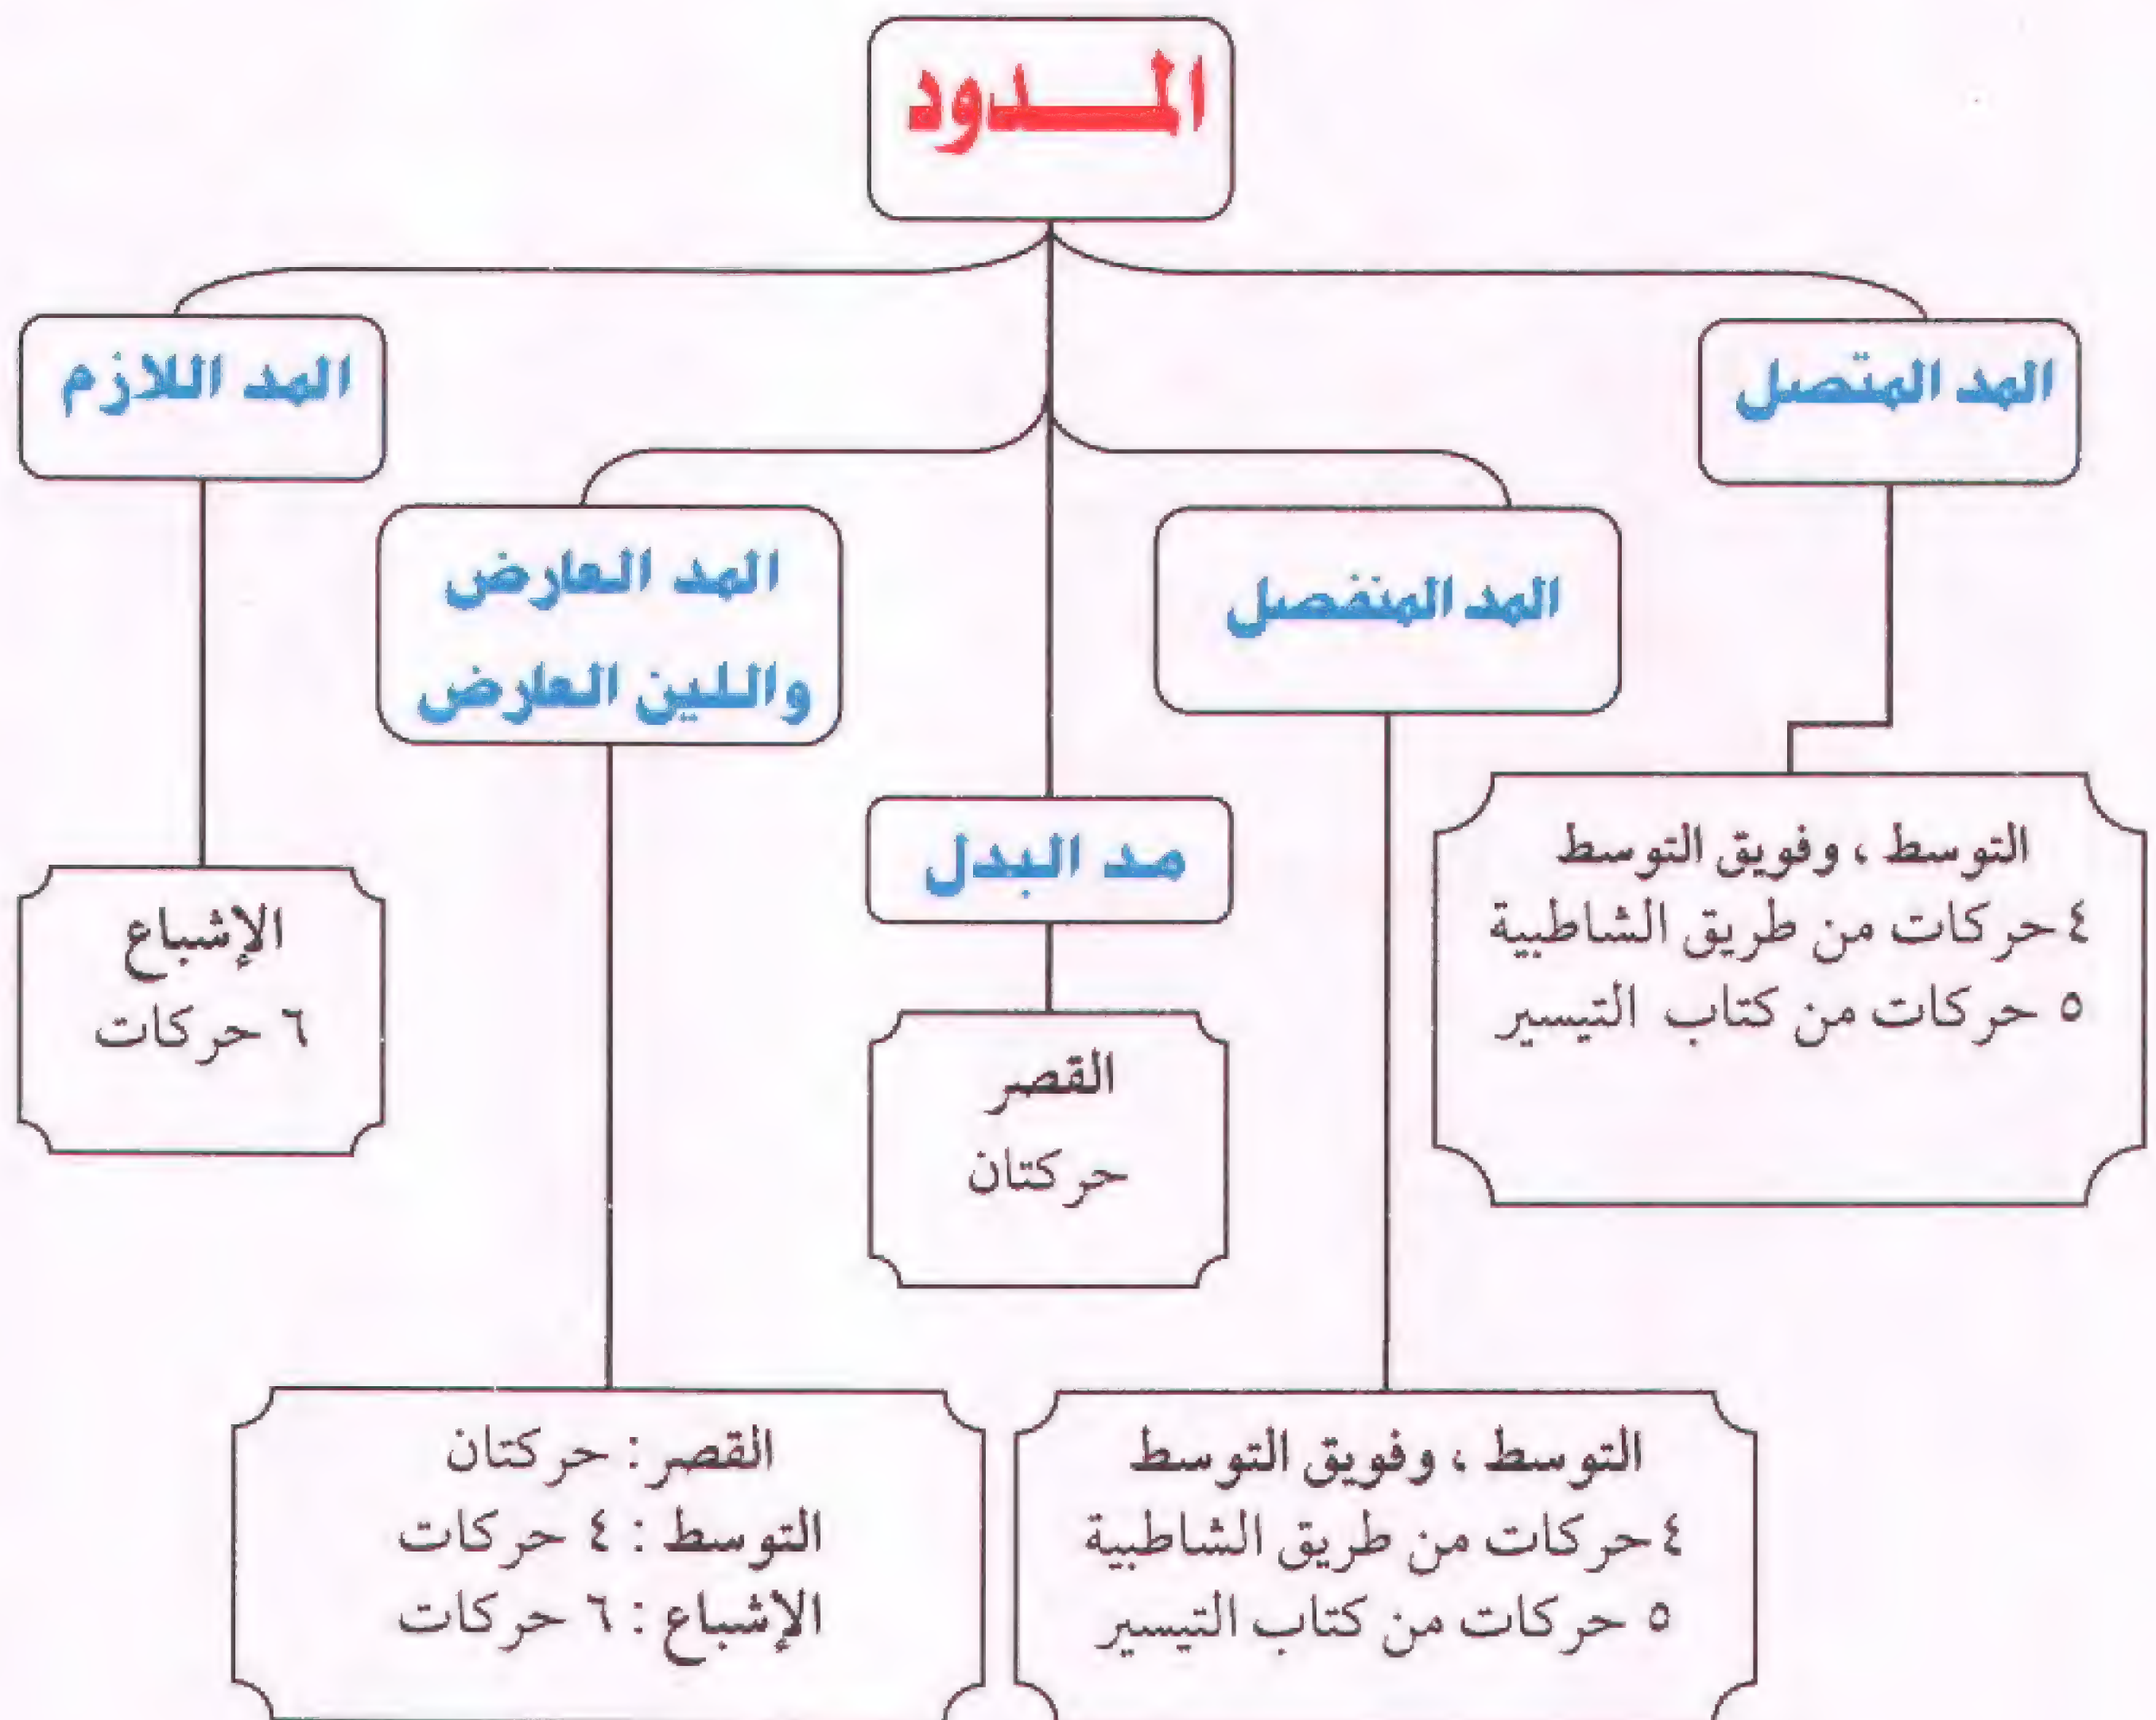 المـــدود
المد المتصل
المد اللازم
المد المنفصل
المد العارض
واللين العارض
مد البدل
التوسط ، وفويق التوسط
٤ حركات من طريق الشاطبية
٥ حركات من كتاب التيسير
الإشباع
٦ حركات
القصر
حركتان
التوسط ، وفويق التوسط
٤ حركات من طريق الشاطبية
٥ حركات من كتاب التيسير
القصر : حركتان
التوسط : ٤ حركات
الإشباع : ٦ حركات